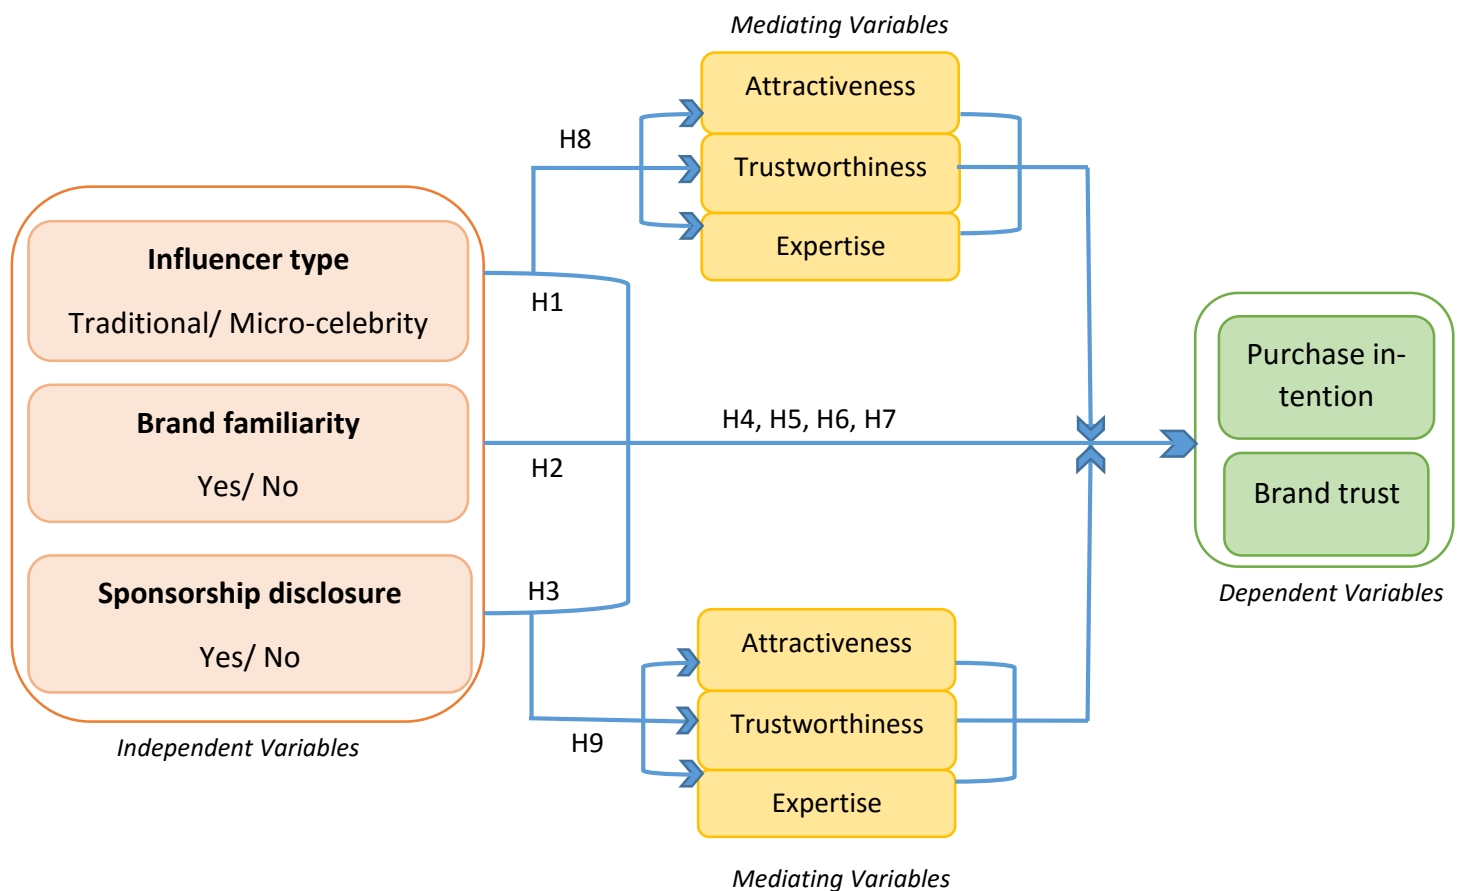 Mediating Variables
Attractiveness
Trustworthiness
Expertise
H8
Influencer type
Traditional/ Micro-celebrity
H1
Brand familiarity
Yes/ No
H2
H4, H5, H6, H7
Sponsorship disclosure
Yes/ No
H3
Independent Variables
H9
Attractiveness
Trustworthiness
Expertise
Mediating Variables
Purchase in-
tention
Brand trust
Dependent Variables